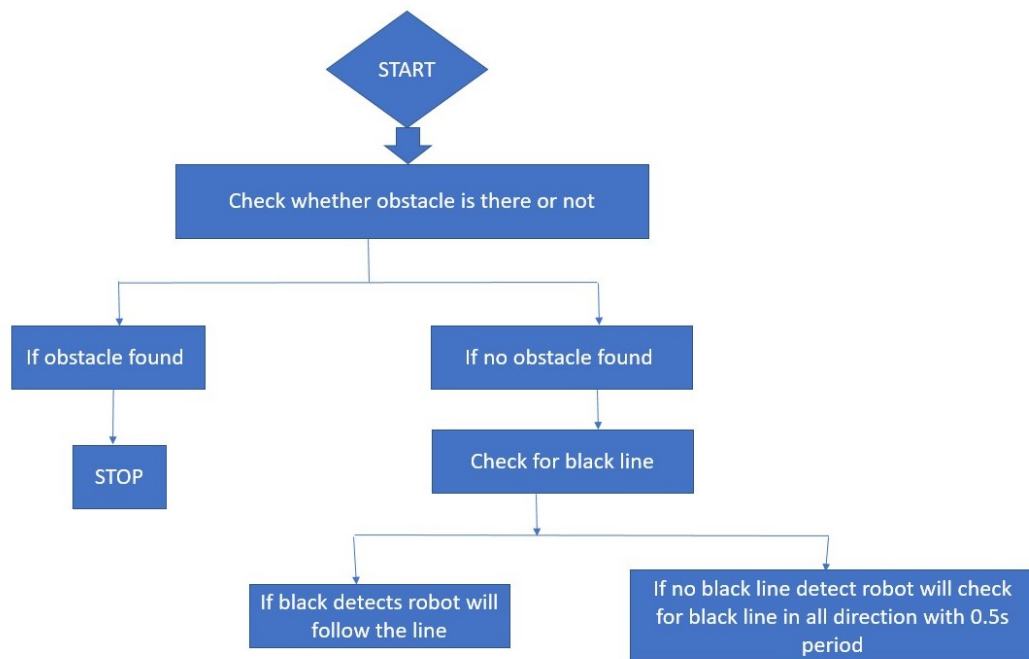 START
Check whether obstacle is there or not
If obstacle found
If no obstacle found
STOP
Check for black line
If black detects robot will
follow the line
If no black line detect robot will check
for black line in all direction with 0.5s
period